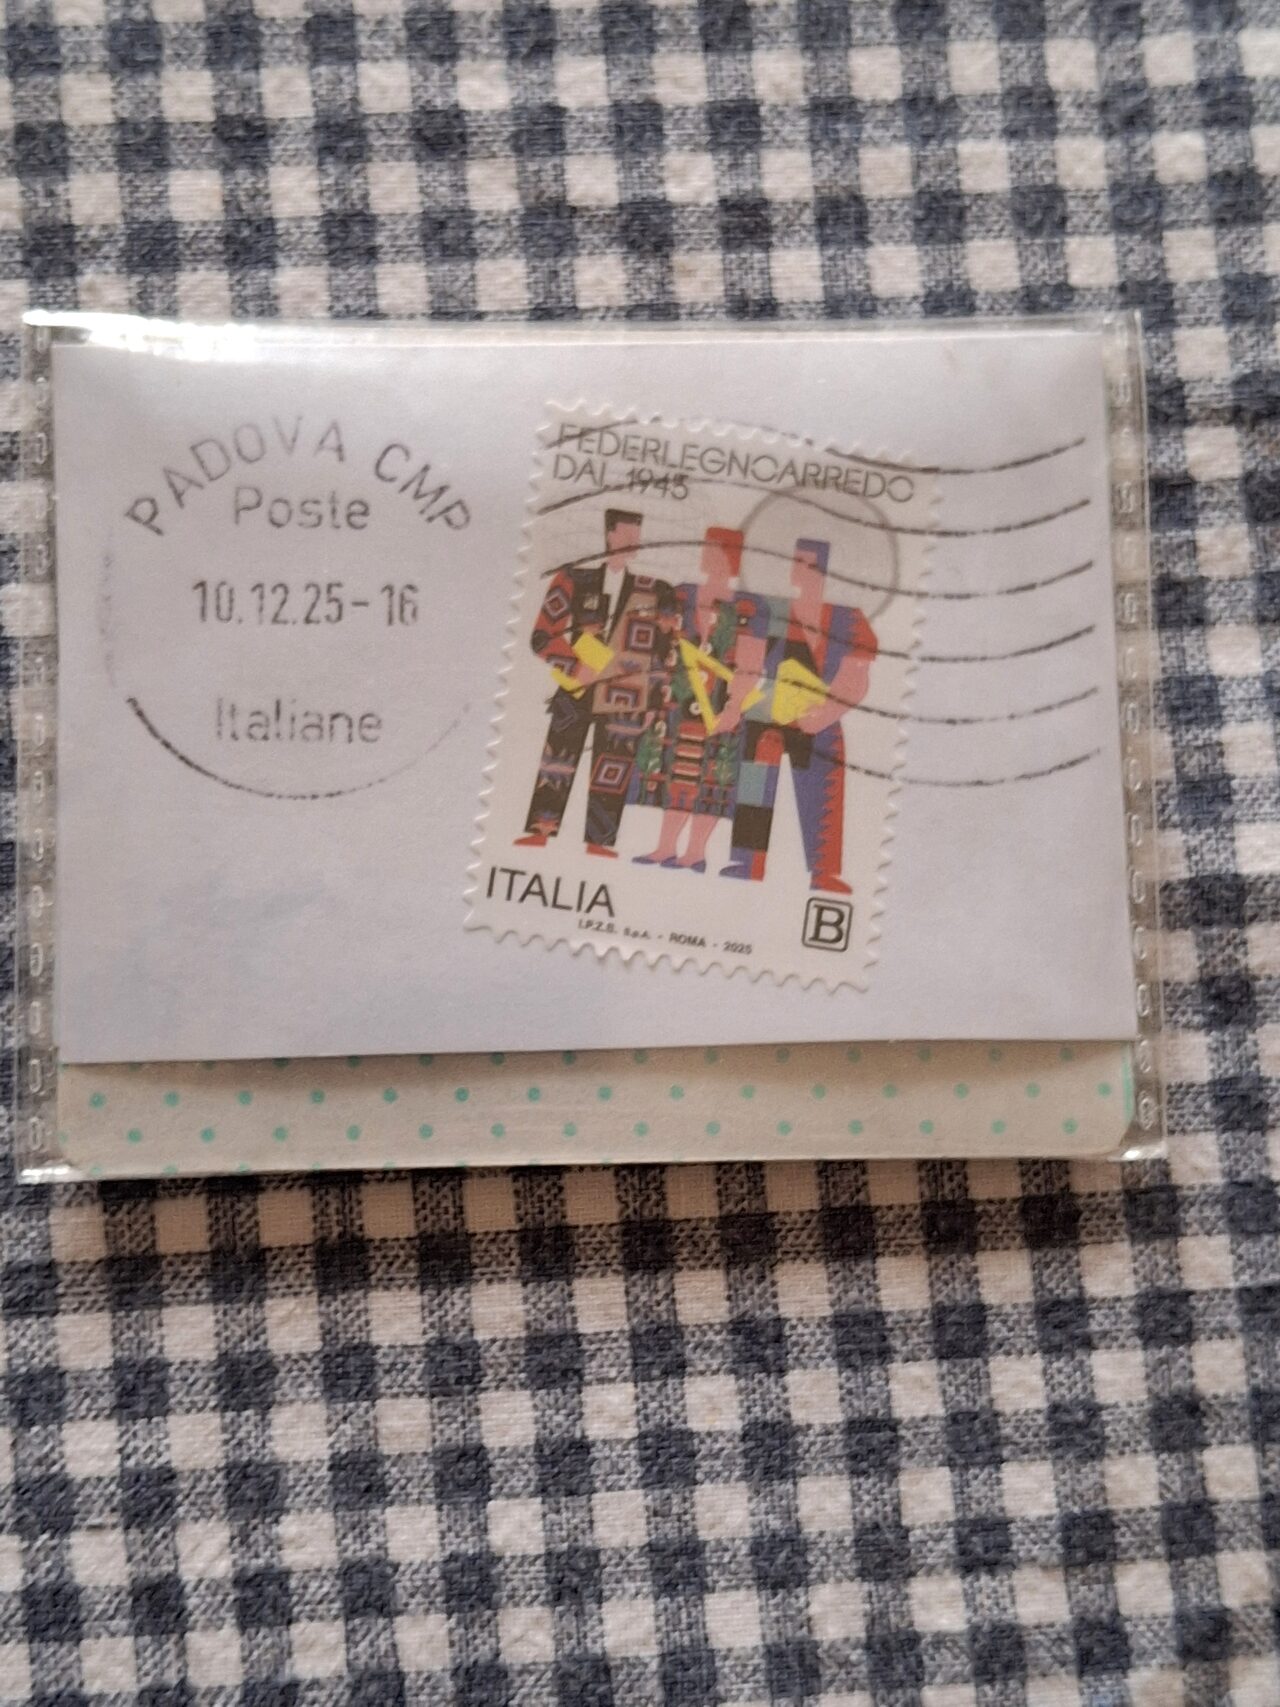 PADOVA CMP
Poste
10.12.25-16
Italiane
FEDERLEGNOARREDO
DAL 1945
ITALIA
I.P.Z.S. S.p.A. - ROMA - 2025
B